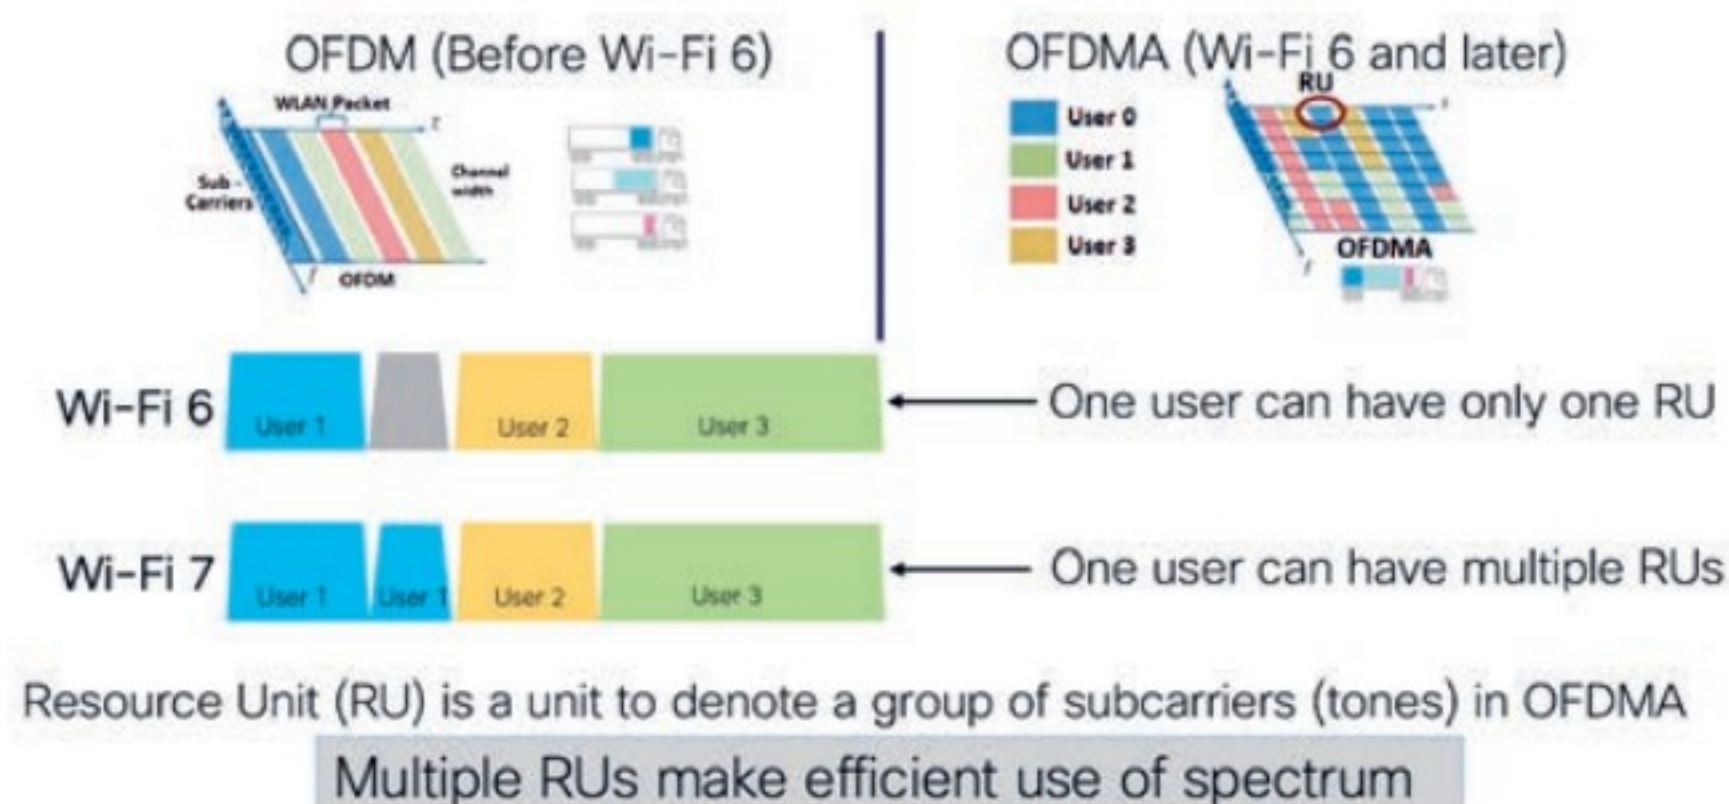 OFDM (Before Wi-Fi 6)
WLAN Packet
t
Sub -
Carriers
Channel
width
f
OFDM
OFDMA (Wi-Fi 6 and later)
RU
User 0
User 1
User 2
User 3
t
f
OFDMA
Wi-Fi 6
User 1
User 2
User 3
One user can have only one RU
Wi-Fi 7
User 1
User 1
User 2
User 3
One user can have multiple RUs
Resource Unit (RU) is a unit to denote a group of subcarriers (tones) in OFDMA
Multiple RUs make efficient use of spectrum